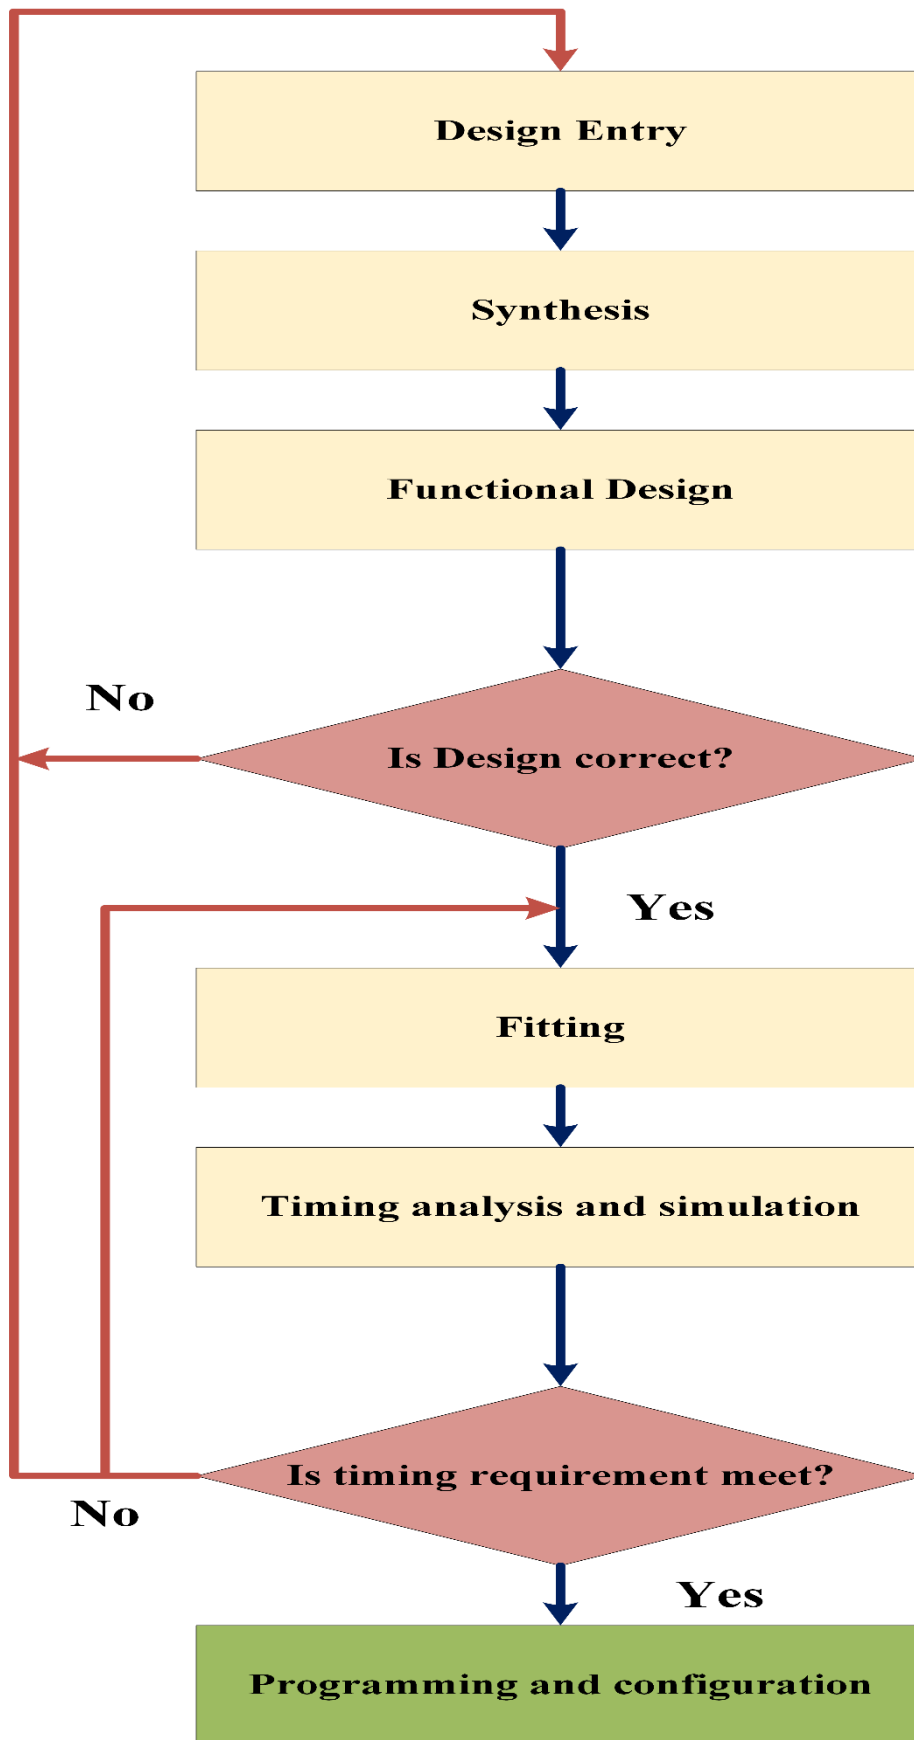 Design Entry
Synthesis
Functional Design
No
Is Design correct?
Yes
Fitting
Timing analysis and simulation
Is timing requirement meet?
No
Yes
Programming and configuration